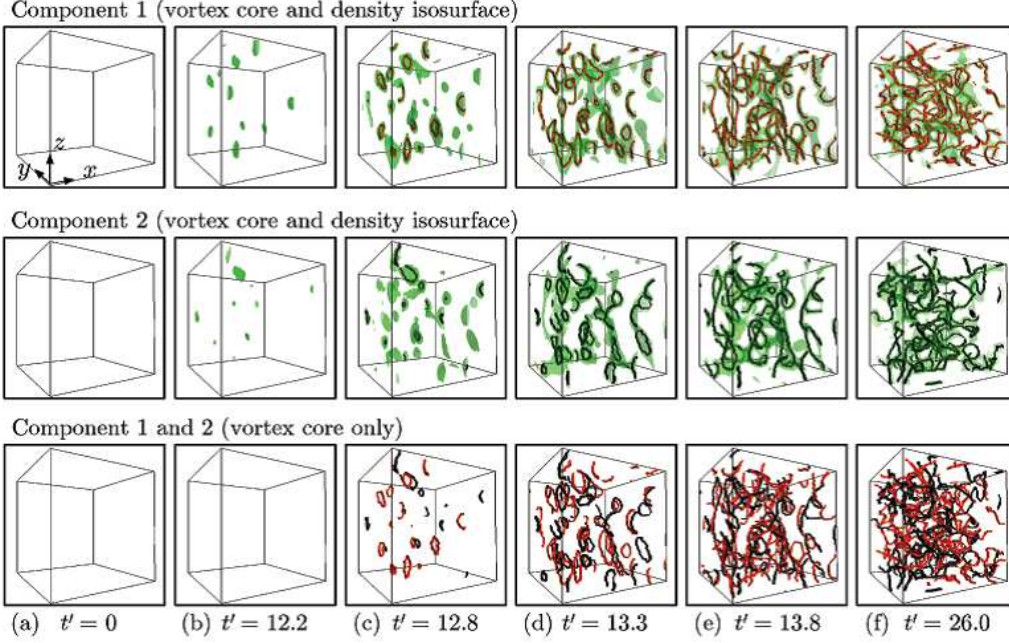 Component 1 (vortex core and density isosurface)
z
y x
Component 2 (vortex core and density isosurface)
Component 1 and 2 (vortex core only)
(a) t′ = 0 (b) t′ = 12.2 (c) t′ = 12.8 (d) t′ = 13.3 (e) t′ = 13.8 (f) t′ = 26.0